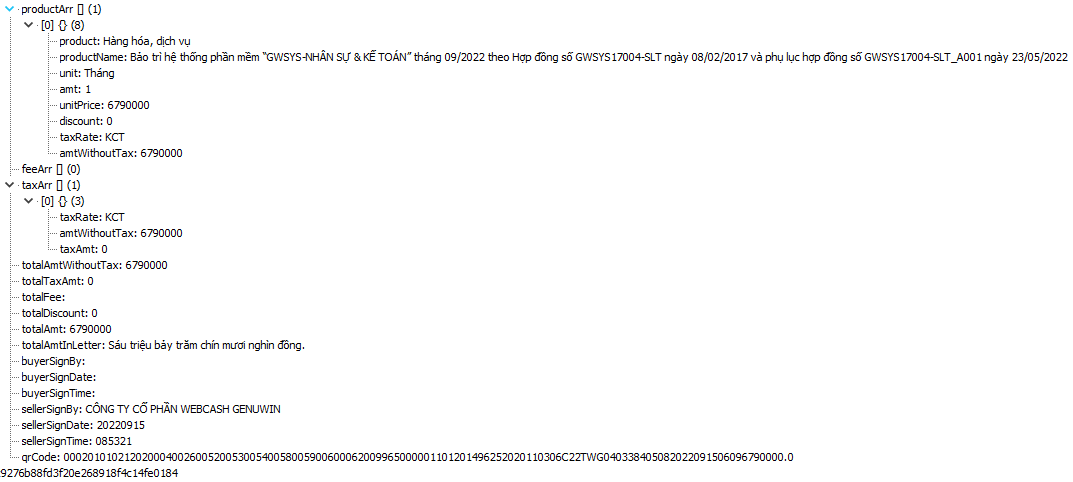 productArr [] (1)
[0] {} (8)
product: Hàng hóa, dịch vụ
productName: Bảo trì hệ thống phần mềm "GWSYS-NHÂN SỰ & KẾ TOÁN" tháng 09/2022 theo Hợp đồng số GWSYS17004-SLT ngày 08/02/2017 và phụ lục hợp đồng số GWSYS17004-SLT_A001 ngày 23/05/2022
unit: Tháng
amt: 1
unitPrice: 6790000
discount: 0
taxRate: KCT
amtWithoutTax: 6790000
feeArr [] (0)
taxArr [] (1)
[0] {} (3)
taxRate: KCT
amtWithoutTax: 6790000
taxAmt: 0
totalAmtWithoutTax: 6790000
totalTaxAmt: 0
totalFee:
totalDiscount: 0
totalAmt: 6790000
totalAmtInLetter: Sáu triệu bảy trăm chín mươi nghìn đồng.
buyerSignBy:
buyerSignDate:
buyerSignTime:
sellerSignBy: CÔNG TY CỔ PHẦN WEBCASH GENUWIN
sellerSignDate: 20220915
sellerSignTime: 085321
qrCode: 00020101021202000400260052005300540058005900600062009965000001101201496252020110306C22TWG0403384050820220915060967900​00.0
9276b88fd3f20e268918f4c14fe0184